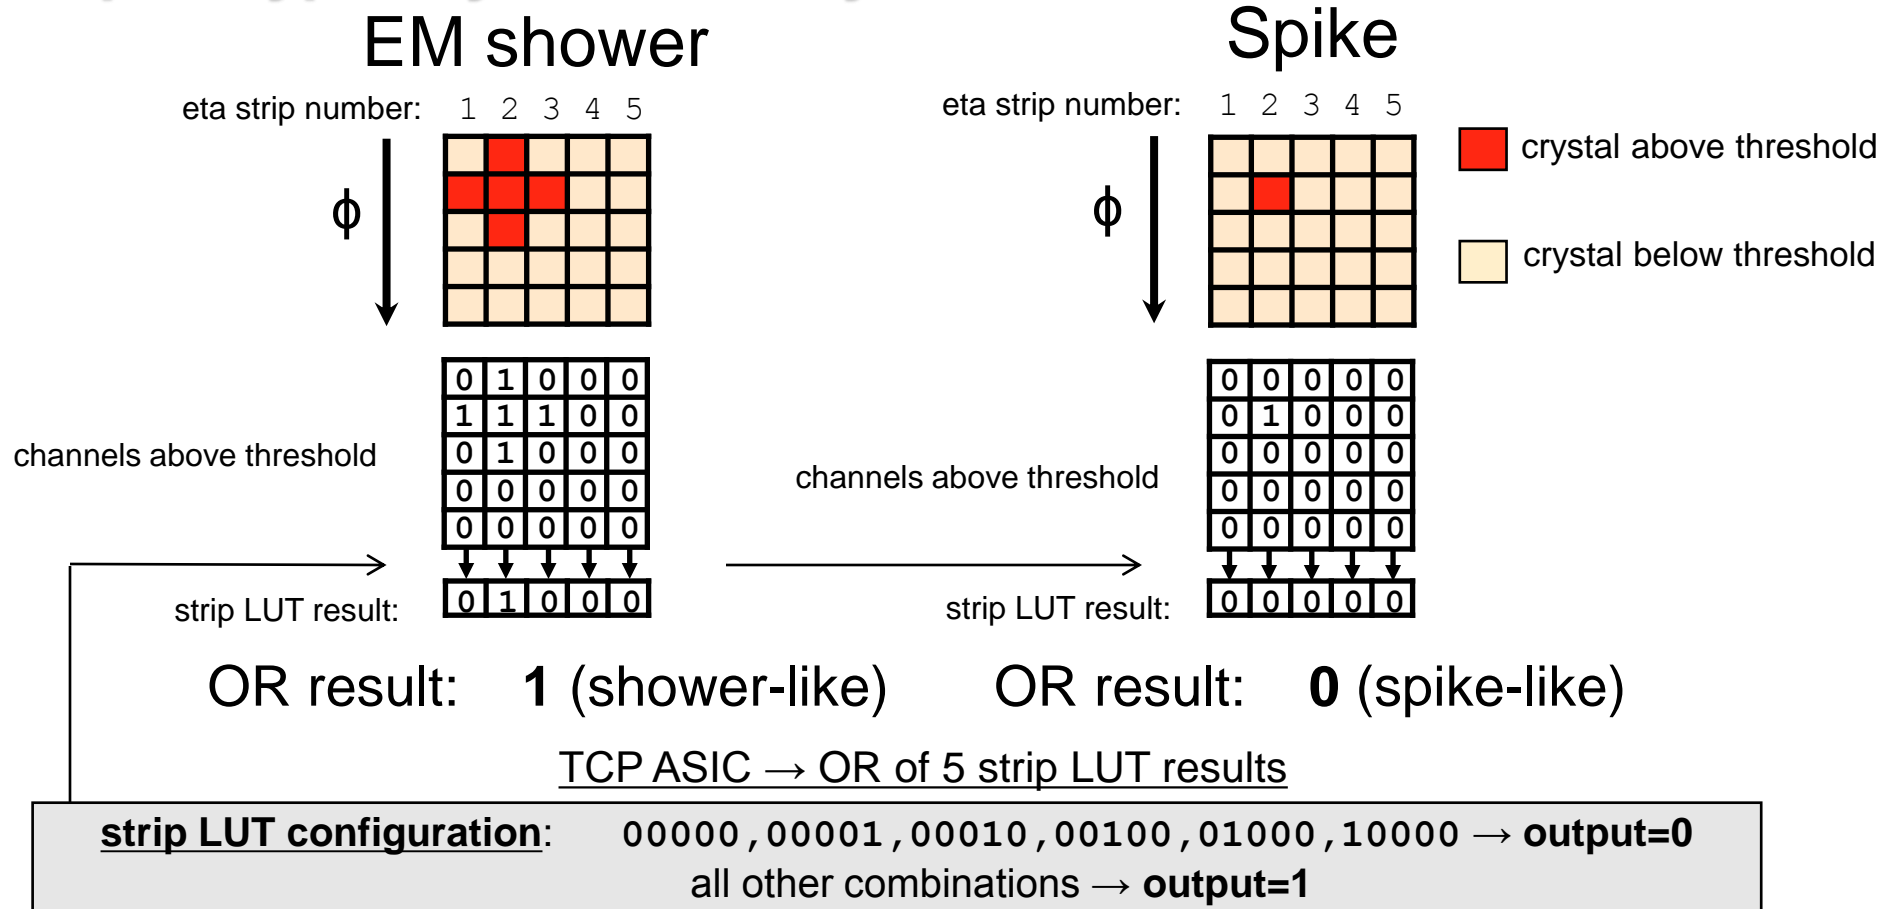 EM shower
Spike
eta strip number: 1 2 3 4 5
eta strip number: 1 2 3 4 5
crystal above threshold
ϕ
ϕ
crystal below threshold
0 1 0 0 0
1 1 1 0 0
0 1 0 0 0
0 0 0 0 0
0 0 0 0 0
channels above threshold
0 0 0 0 0
0 1 0 0 0
0 0 0 0 0
0 0 0 0 0
0 0 0 0 0
channels above threshold
strip LUT result: 0 1 0 0 0
strip LUT result: 0 0 0 0 0
OR result: 1 (shower-like)
OR result: 0 (spike-like)
TCP ASIC → OR of 5 strip LUT results
strip LUT configuration: 00000,00001,00010,00100,01000,10000 → output=0
all other combinations → output=1